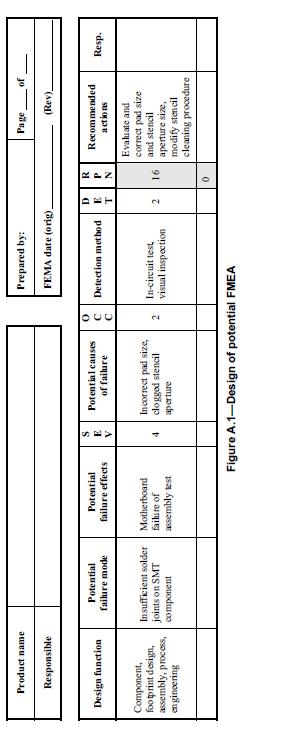 Product name
Responsible
Prepared by:
Page ___ of ___
FEMA date (orig)__________ (Rev)__________
Design function
Potential
failure mode
Potential
failure effects
S
E
V
Potential causes
of failure
O
C
C
Detection method
D
E
T
R
P
N
Recommended
actions
Resp.
Component,
footprint design,
assembly, process,
engineering
Insufficient solder
joints on SMT
component
Motherboard
failure of
assembly test
4
Incorrect pad size,
clogged stencil
aperture
2
In-circuit test,
visual inspection
2
16
Evaluate and
correct pad size
and stencil
aperture size,
modify stencil
cleaning procedure
0
Figure A.1—Design of potential FMEA